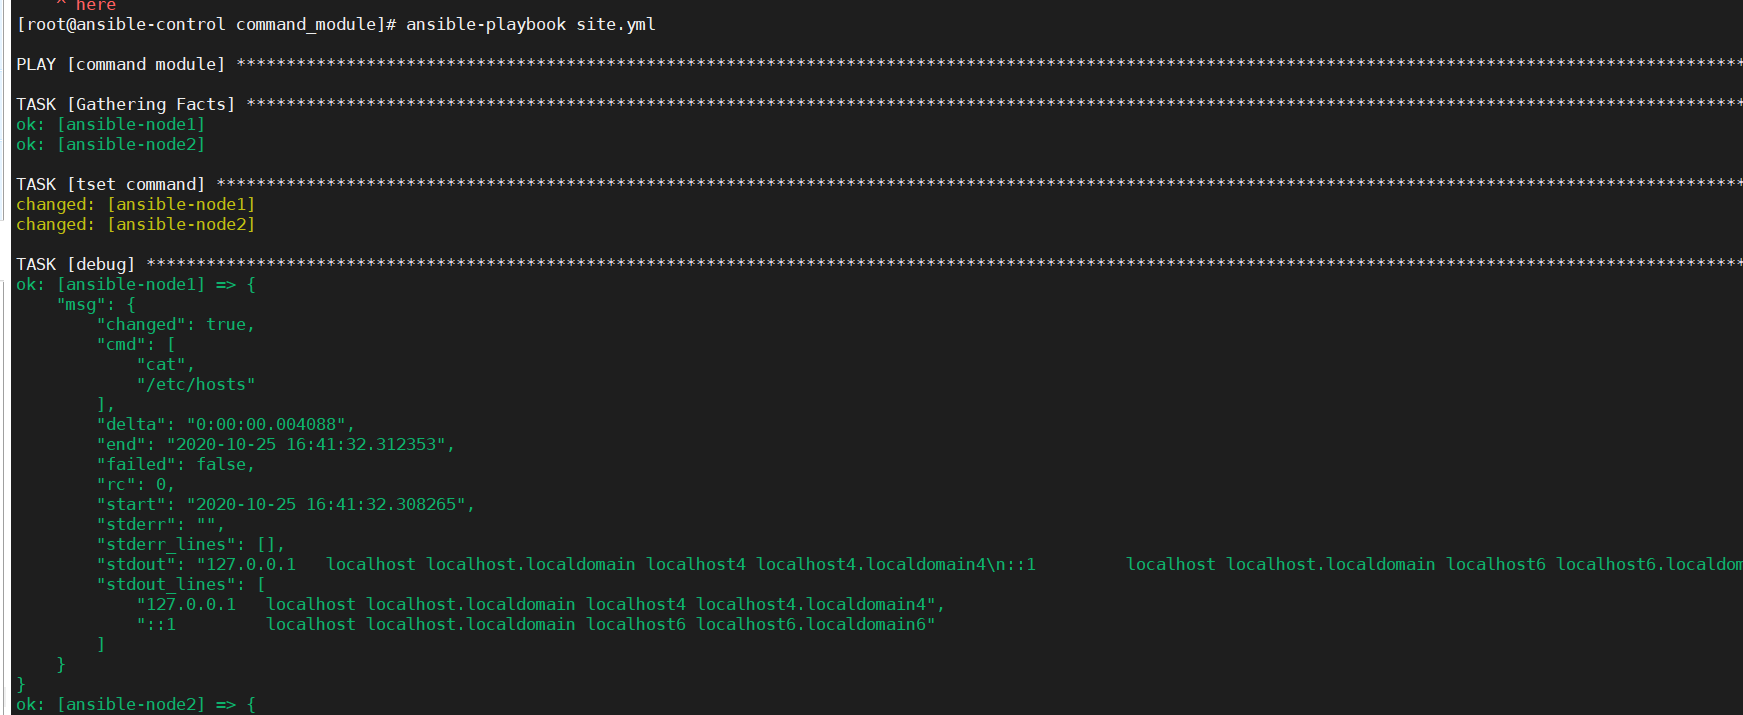 ^ here
[root@ansible-control command_module]# ansible-playbook site.yml
PLAY [command module] ******************************************************************************************************************************************************
TASK [Gathering Facts] *****************************************************************************************************************************************************
ok: [ansible-node1]
ok: [ansible-node2]
TASK [tset command] ********************************************************************************************************************************************************
changed: [ansible-node1]
changed: [ansible-node2]
TASK [debug] ***************************************************************************************************************************************************************
ok: [ansible-node1] => {
    "msg": {
        "changed": true,
        "cmd": [
            "cat",
            "/etc/hosts"
        ],
        "delta": "0:00:00.004088",
        "end": "2020-10-25 16:41:32.312353",
        "failed": false,
        "rc": 0,
        "start": "2020-10-25 16:41:32.308265",
        "stderr": "",
        "stderr_lines": [],
        "stdout": "127.0.0.1   localhost localhost.localdomain localhost4 localhost4.localdomain4\n::1         localhost localhost.localdomain localhost6 localhost6.localdom
        "stdout_lines": [
            "127.0.0.1   localhost localhost.localdomain localhost4 localhost4.localdomain4",
            "::1         localhost localhost.localdomain localhost6 localhost6.localdomain6"
        ]
    }
}
ok: [ansible-node2] => {